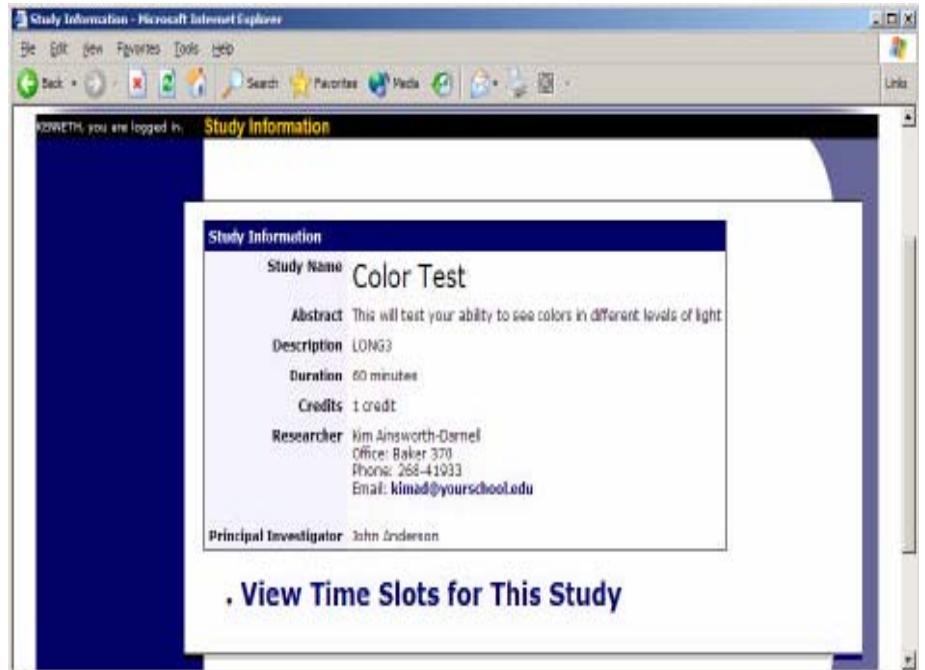 Study Information - Microsoft Internet Explorer
File Edit View Favorites Tools Help
Back Search Favorites Media Links
KENNETH, you are logged in. Study Information
Study Information
Study Name Color Test
Abstract This will test your ability to see colors in different levels of light
Description LONG3
Duration 60 minutes
Credits 1 credit
Researcher Kim Ainsworth-Darnell
Office: Baker 370
Phone: 268-41933
Email: kimad@yourschool.edu
Principal Investigator John Anderson
. View Time Slots for This Study